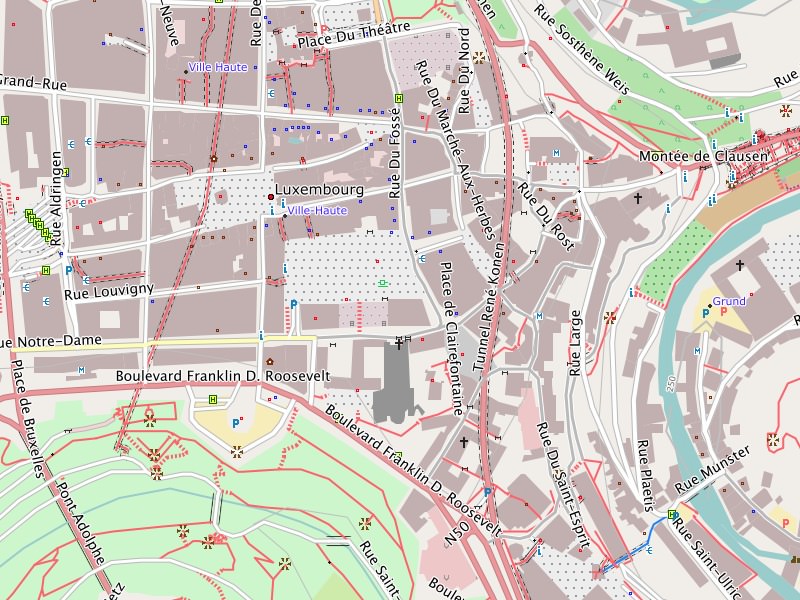 -Neuve
Rue De
Place Du Théâtre
Rue Du Nord
Rue Sosthène Weis
Ville Haute
Grand-Rue
Rue Du Fossé
Rue Du Marché-Aux-Herbes
Rue
Montée de Clausen
Rue Aldringen
Luxembourg
Ville-Haute
Rue Du Rost
Rue Louvigny
Place de Clairefontaine
Tunnel René Konen
Rue Large
Grund
ue Notre-Dame
Boulevard Franklin D. Roosevelt
Place de Bruxelles
Boulevard Franklin D. Roosevelt
250
Rue Du Saint-Esprit
Rue Plaetis
Rue Munster
Pont-Adolphe
N50
Rue Saint-
Rue Saint-Ulric
etz
Boule